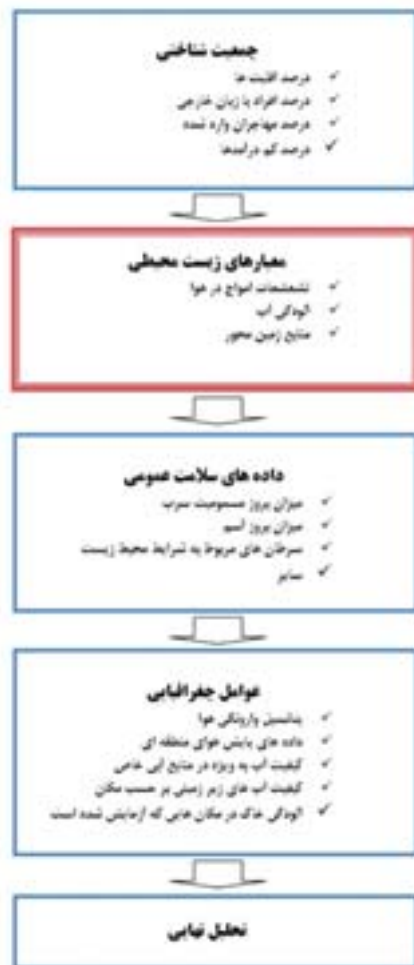 جمعیت شناختی
درصد اقلیت ها
درصد افراد با زبان خارجی
درصد مهاجران وارد شده
درصد کم درآمدها
معیارهای زیست محیطی
تشعشعات امواج در هوا
آلودگی آب
منابع زمین محور
داده های سلامت عمومی
میزان بروز مسمومیت سرب
میزان بروز آسم
سرطان های مربوط به شرایط محیط زیست
سایر
عوامل جغرافیایی
پتانسیل وارونگی هوا
داده های پایش هوای منطقه ای
کیفیت آب به ویژه در منابع آبی خاص
کیفیت آب های زیر زمینی بر حسب مکان
آلودگی خاک در مکان هایی که آزمایش شده است
تحلیل نهایی